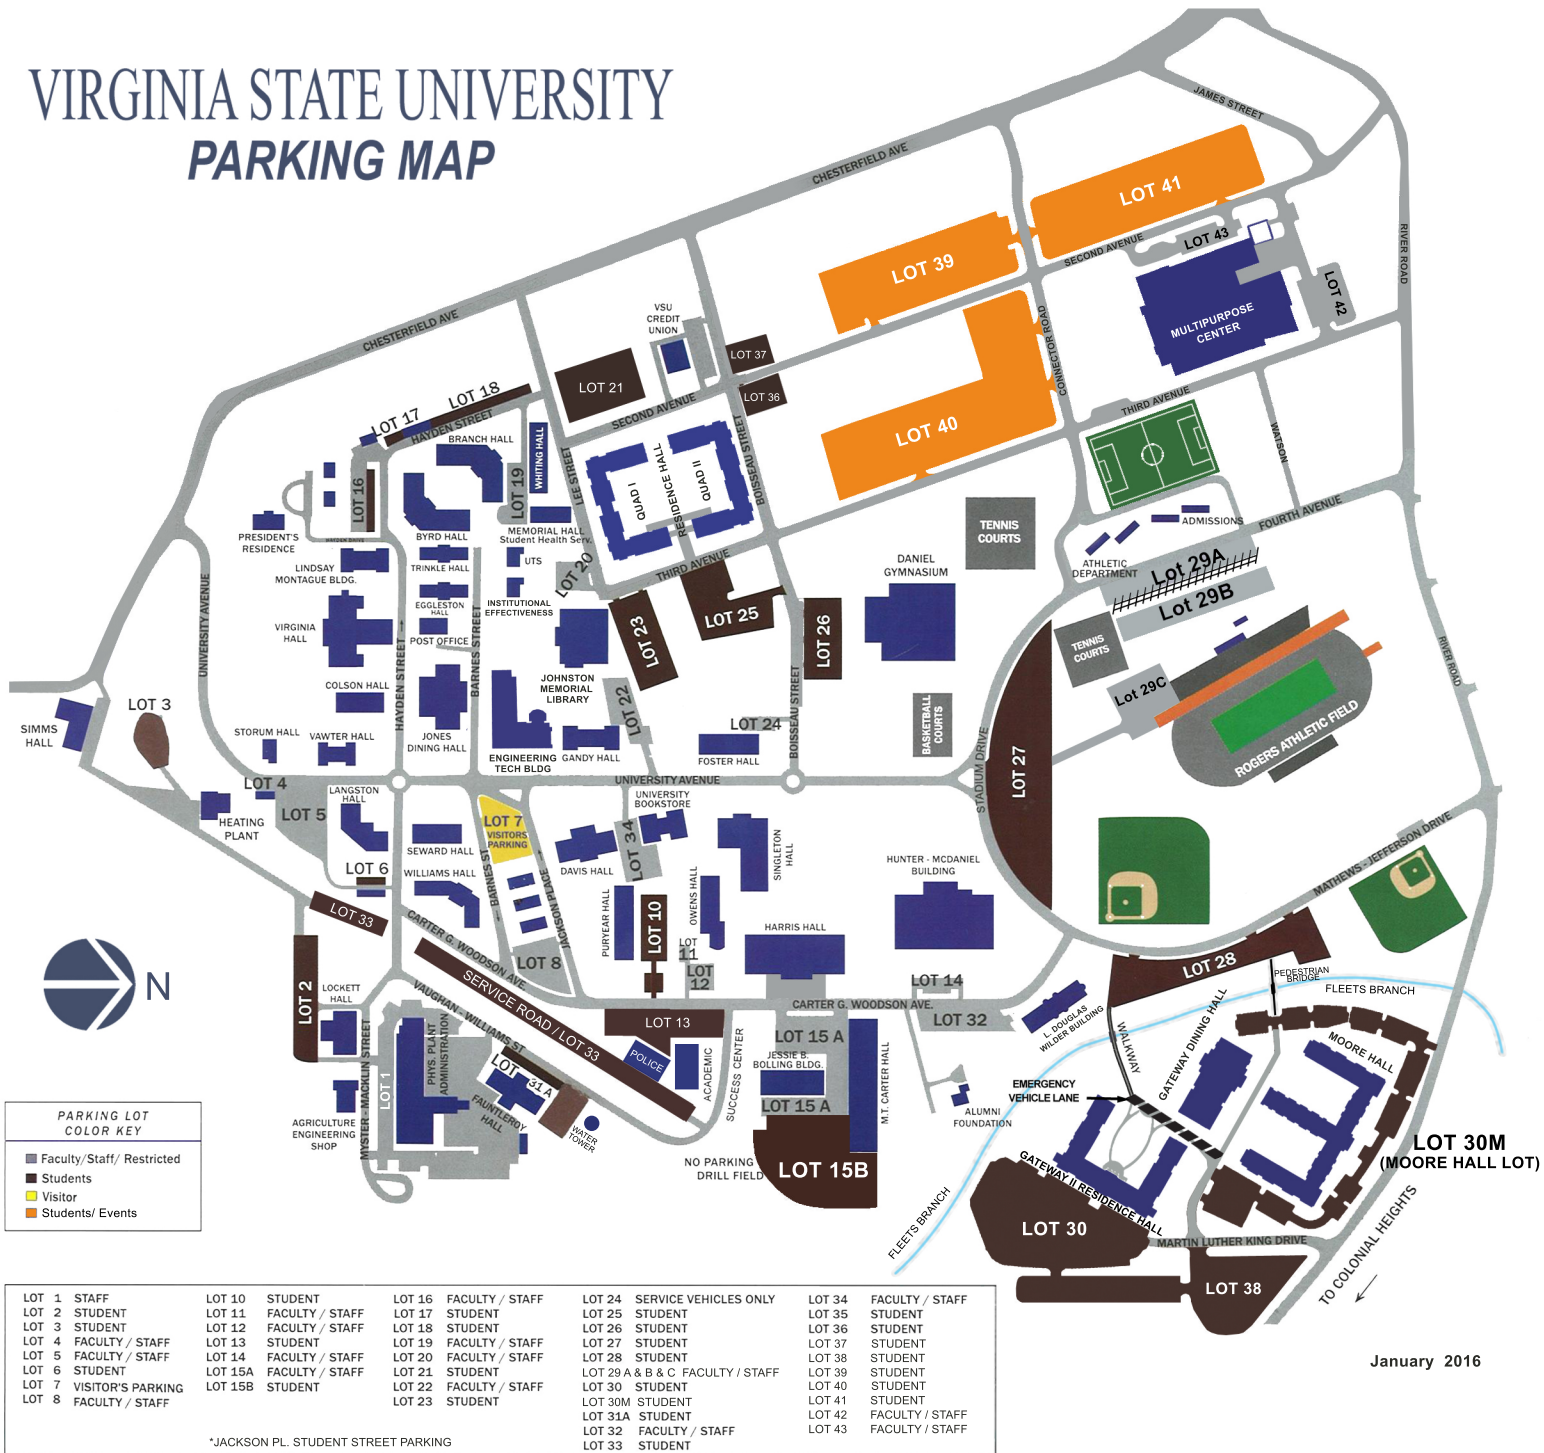 VIRGINIA STATE UNIVERSITY
PARKING MAP
JAMES STREET
CHESTERFIELD AVE
LOT 41
RIVER ROAD
SECOND AVENUE
LOT 43
LOT 39
LOT 42
MULTIPURPOSE
CENTER
CONNECTOR ROAD
CHESTERFIELD AVE
VSU
CREDIT
UNION
LOT 37
LOT 36
LOT 21
SECOND AVENUE
LOT 18
LOT 17
HAYDEN STREET
THIRD AVENUE
LOT 40
WATSON
BRANCH HALL
WHITING HALL
LOT 19
LEE STREET
QUAD I
RESIDENCE HALL
QUAD II
BOISSEAU STREET
LOT 16
PRESIDENT'S
RESIDENCE
HAYDEN DRIVE
BYRD HALL
MEMORIAL HALL
Student Health Serv.
TENNIS
COURTS
ADMISSIONS
FOURTH AVENUE
LINDSAY
MONTAGUE BLDG.
TRINKLE HALL
UTS
LOT 20
THIRD AVENUE
DANIEL
GYMNASIUM
ATHLETIC
DEPARTMENT
Lot 29A
Lot 29B
UNIVERSITY AVENUE
EGGLESTON
HALL
INSTITUTIONAL
EFFECTIVENESS
VIRGINIA
HALL
HAYDEN STREET
POST OFFICE
BARNES STREET
LOT 23
LOT 25
LOT 26
TENNIS
COURTS
RIVER ROAD
Lot 29C
COLSON HALL
JOHNSTON
MEMORIAL
LIBRARY
LOT 22
BOISSEAU STREET
SIMMS
HALL
LOT 3
STORUM HALL
VAWTER HALL
JONES
DINING HALL
ENGINEERING
TECH BLDG
GANDY HALL
LOT 24
FOSTER HALL
BASKETBALL
COURTS
STADIUM DRIVE
LOT 27
ROGERS ATHLETIC FIELD
UNIVERSITY AVENUE
LOT 4
LANGSTON
HALL
LOT 5
HEATING
PLANT
LOT 7
VISITORS
PARKING
UNIVERSITY
BOOKSTORE
SEWARD HALL
BARNES ST.
JACKSON PLACE
DAVIS HALL
LOT 34
SINGLETON
HALL
HUNTER - MCDANIEL
BUILDING
MATHEWS - JEFFERSON DRIVE
LOT 6
WILLIAMS HALL
LOT 33
CARTER G. WOODSON AVE.
PURYEAR HALL
LOT 10
OWENS HALL
HARRIS HALL
LOT
11
LOT
12
LOT 8
LOT 14
LOT 28
PEDESTRIAN
BRIDGE
FLEETS BRANCH
N
LOT 2
LOCKETT
HALL
VAUGHAN - WILLIAMS ST
SERVICE ROAD / LOT 33
CARTER G. WOODSON AVE.
LOT 32
L. DOUGLAS
WILDER BUILDING
WALKWAY
GATEWAY DINING HALL
MOORE HALL
LOT 13
LOT 15 A
POLICE
ACADEMIC
SUCCESS CENTER
JESSIE B.
BOLLING BLDG.
LOT 15 A
M.T. CARTER HALL
MYSTER - MACKLIN STREET
LOT 1
PHYS. PLANT
ADMINISTRATION
LOT
31 A
FAUNTLEROY
HALL
WATER
TOWER
AGRICULTURE
ENGINEERING
SHOP
ALUMNI
FOUNDATION
EMERGENCY
VEHICLE LANE
LOT 30M
(MOORE HALL LOT)
NO PARKING
DRILL FIELD
LOT 15B
GATEWAY II RESIDENCE HALL
FLEETS BRANCH
LOT 30
MARTIN LUTHER KING DRIVE
LOT 38
TO COLONIAL HEIGHTS
PARKING LOT
COLOR KEY
Faculty/Staff/ Restricted
Students
Visitor
Students/ Events
LOT 1 STAFF
LOT 2 STUDENT
LOT 3 STUDENT
LOT 4 FACULTY / STAFF
LOT 5 FACULTY / STAFF
LOT 6 STUDENT
LOT 7 VISITOR'S PARKING
LOT 8 FACULTY / STAFF
LOT 10 STUDENT
LOT 11 FACULTY / STAFF
LOT 12 FACULTY / STAFF
LOT 13 STUDENT
LOT 14 FACULTY / STAFF
LOT 15A FACULTY / STAFF
LOT 15B STUDENT
LOT 16 FACULTY / STAFF
LOT 17 STUDENT
LOT 18 STUDENT
LOT 19 FACULTY / STAFF
LOT 20 FACULTY / STAFF
LOT 21 STUDENT
LOT 22 FACULTY / STAFF
LOT 23 STUDENT
LOT 24 SERVICE VEHICLES ONLY
LOT 25 STUDENT
LOT 26 STUDENT
LOT 27 STUDENT
LOT 28 STUDENT
LOT 29 A & B & C FACULTY / STAFF
LOT 30 STUDENT
LOT 30M STUDENT
LOT 31A STUDENT
LOT 32 FACULTY / STAFF
LOT 33 STUDENT
LOT 34 FACULTY / STAFF
LOT 35 STUDENT
LOT 36 STUDENT
LOT 37 STUDENT
LOT 38 STUDENT
LOT 39 STUDENT
LOT 40 STUDENT
LOT 41 STUDENT
LOT 42 FACULTY / STAFF
LOT 43 FACULTY / STAFF
*JACKSON PL. STUDENT STREET PARKING
January 2016